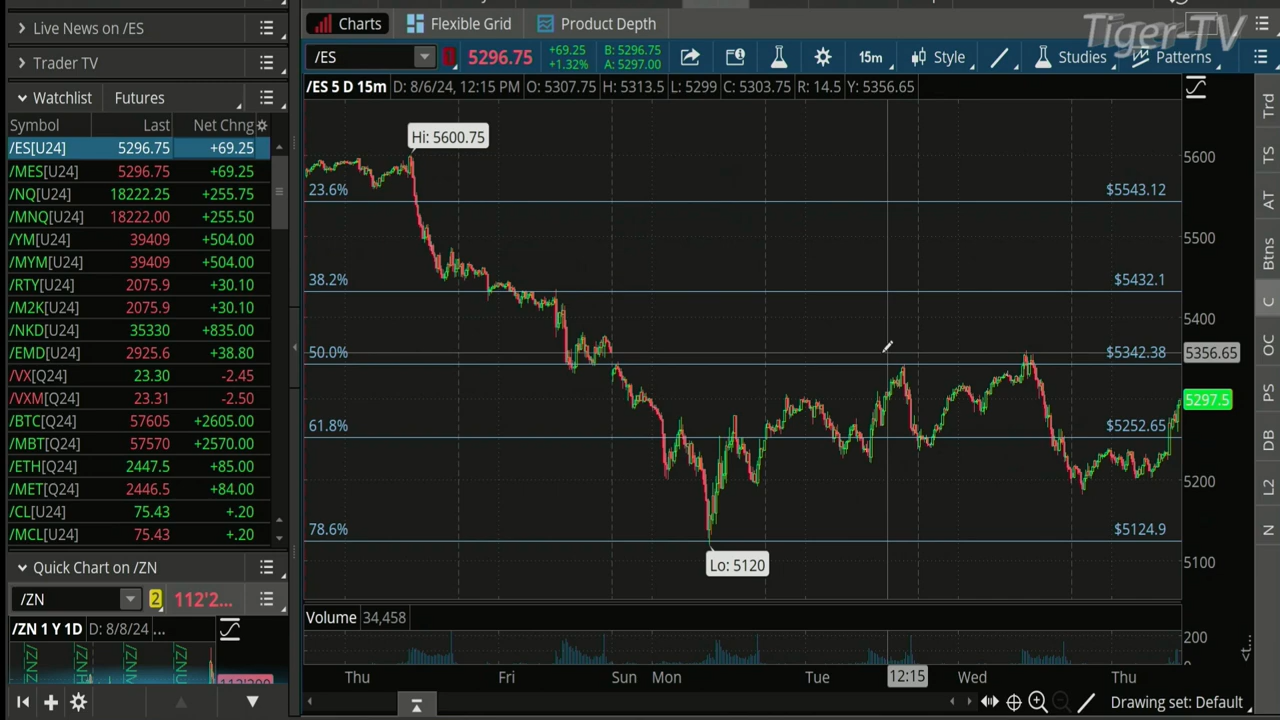 Live News on /ES
Trader TV
Watchlist Futures
Symbol Last Net Chng
/ES[U24] 5296.75 +69.25
/MES[U24] 5296.75 +69.25
/NQ[U24] 18222.25 +255.75
/MNQ[U24] 18222.00 +255.50
/YM[U24] 39409 +504.00
/MYM[U24] 39409 +504.00
/RTY[U24] 2075.9 +30.10
/M2K[U24] 2075.9 +30.10
/NKD[U24] 35330 +835.00
/EMD[U24] 2925.6 +38.80
/VX[Q24] 23.30 -2.45
/VXM[Q24] 23.31 -2.50
/BTC[Q24] 57605 +2605.00
/MBT[Q24] 57570 +2570.00
/ETH[Q24] 2447.5 +85.00
/MET[Q24] 2446.5 +84.00
/CL[U24] 75.43 +.20
/MCL[U24] 75.43 +.20
Quick Chart on /ZN
/ZN 2 112'2...
/ZN 1 Y 1D D: 8/8/24 ...
Charts Flexible Grid Product Depth
Tiger-TV
/ES 5296.75 +69.25 B: 5296.75
+1.32% A: 5297.00
15m Style Studies Patterns
/ES 5 D 15m D: 8/6/24, 12:15 PM O: 5307.75 H: 5313.5 L: 5299 C: 5303.75 R: 14.5 Y: 5356.65
Hi: 5600.75
5600
23.6% $5543.12
5500
38.2% $5432.1
5400
50.0% $5342.38
5356.65
5297.5
61.8% $5252.65
5200
78.6% $5124.9
Lo: 5120
5100
Volume 34,458
200
Thu Fri Sun Mon Tue 12:15 Wed Thu
Drawing set: Default
Trd
TS
AT
Btns
C
OC
PS
DB
L2
N